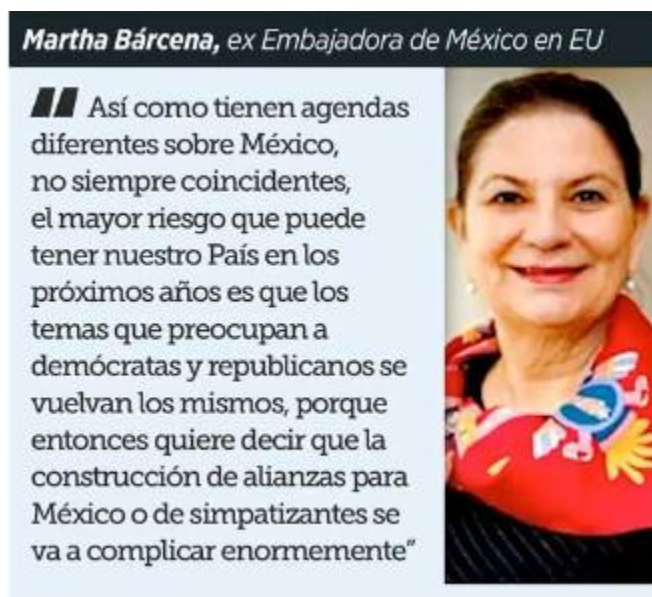 Martha Bárcena, ex Embajadora de México en EU
"Así como tienen agendas
diferentes sobre México,
no siempre coincidentes,
el mayor riesgo que puede
tener nuestro País en los
próximos años es que los
temas que preocupan a
demócratas y republicanos se
vuelvan los mismos, porque
entonces quiere decir que la
construcción de alianzas para
México o de simpatizantes se
va a complicar enormemente”